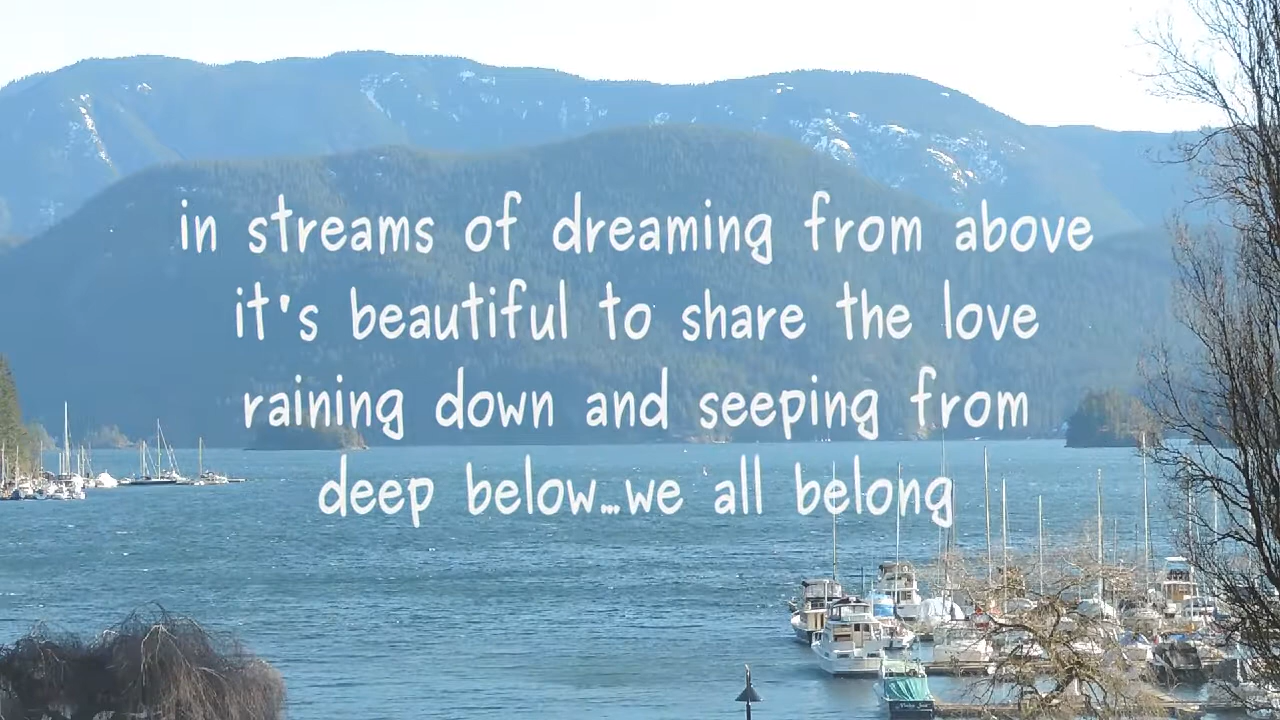 in streams of dreaming from above
it's beautiful to share the love
raining down and seeping from
deep below...we all belong